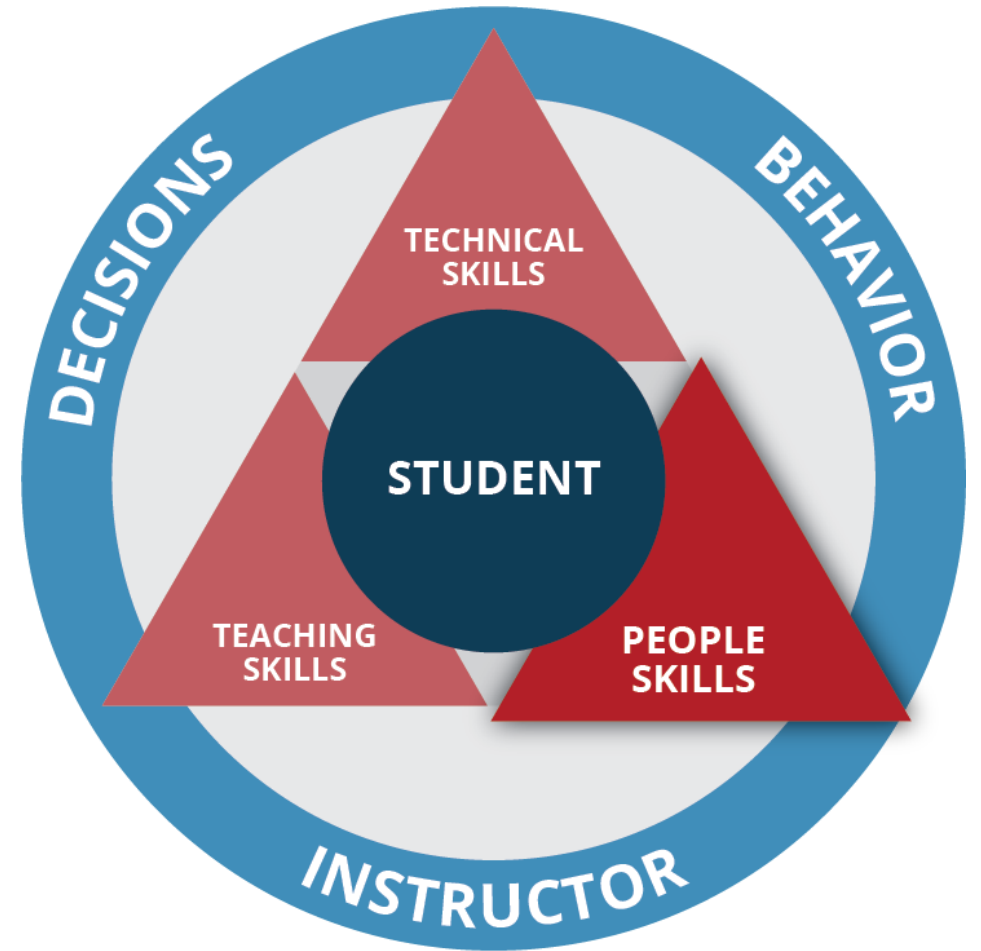 DECISIONS
BEHAVIOR
TECHNICAL
SKILLS
STUDENT
TEACHING
SKILLS
PEOPLE
SKILLS
INSTRUCTOR